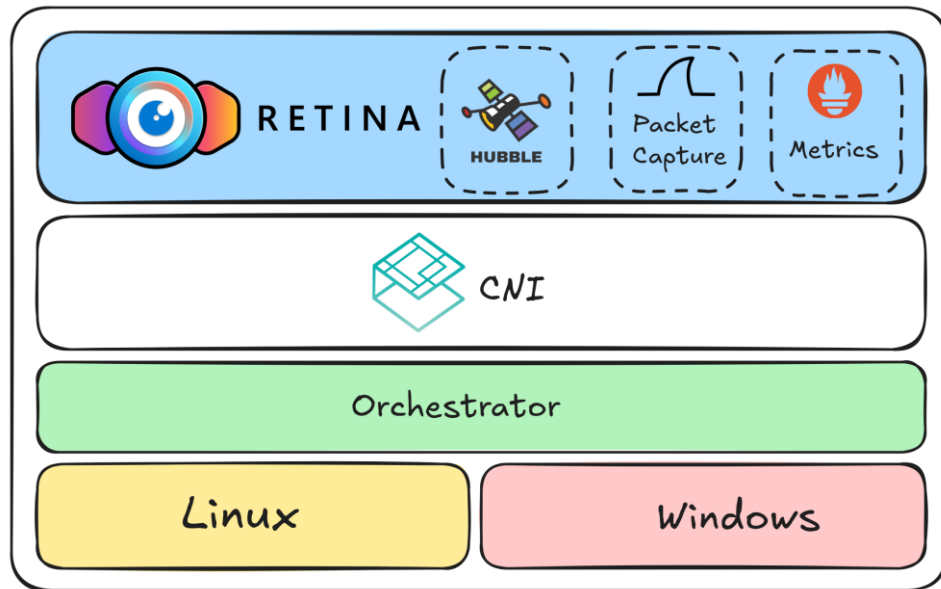 RETINA
HUBBLE
Packet
Capture
Metrics
CNI
Orchestrator
Linux
Windows